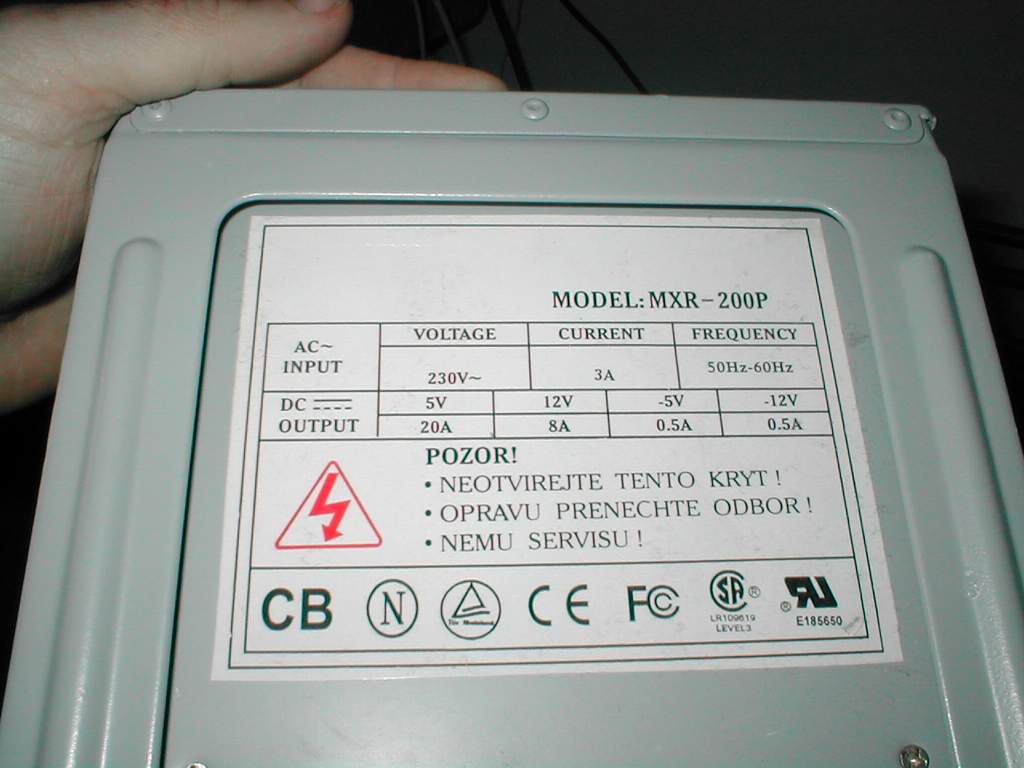 MODEL: MXR-200P
AC~ INPUT VOLTAGE CURRENT FREQUENCY
230V~ 3A 50Hz-60Hz
DC OUTPUT 5V 12V -5V -12V
20A 8A 0.5A 0.5A
POZOR!
• NEOTVIREJTE TENTO KRYT !
• OPRAVU PRENECHTE ODBOR !
• NEMU SERVISU !
CB N CE FC SA ® ® RU
LR109619
LEVEL3
E185650